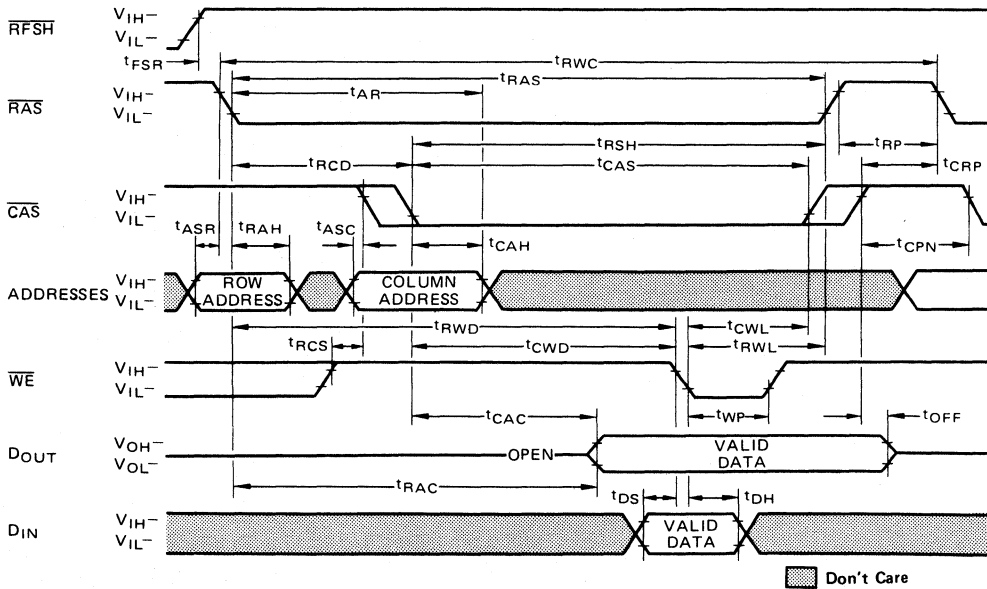 RFSH
VIH–
VIL–
tFSR
tRWC
tRAS
tAR
RAS
VIH–
VIL–
tRSH
tRP
tRCD
tCAS
tCRP
CAS
VIH–
VIL–
tASR
tRAH
tASC
tCAH
tCPN
ADDRESSES
VIH–
VIL–
ROW
ADDRESS
COLUMN
ADDRESS
tRWD
tCWL
tRCS
tCWD
tRWL
WE
VIH–
VIL–
tCAC
tWP
tOFF
DOUT
VOH–
VOL–
OPEN
VALID
DATA
tRAC
tDS
tDH
DIN
VIH–
VIL–
VALID
DATA
Don't Care